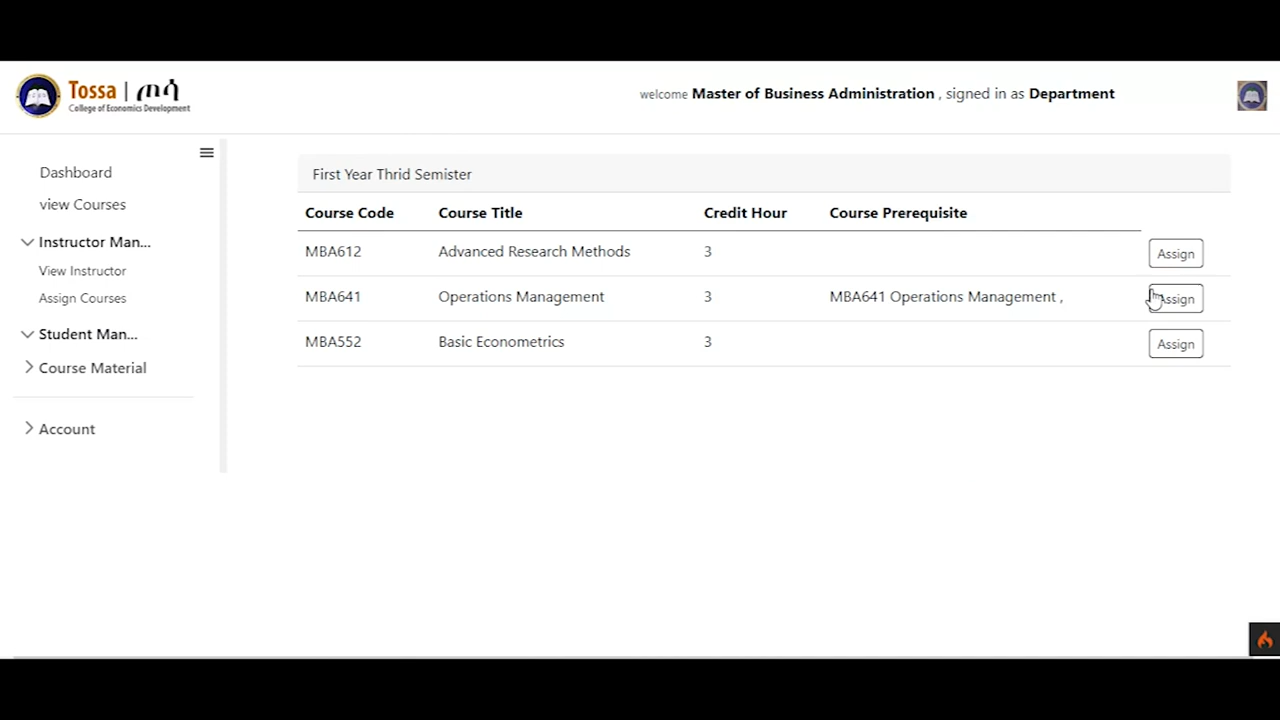 Tossa | ጦሳ
College of Economics Development
welcome Master of Business Administration , signed in as Department
Dashboard
view Courses
Instructor Man...
View Instructor
Assign Courses
Student Man...
Course Material
Account
First Year Thrid Semister
Course Code Course Title Credit Hour Course Prerequisite
MBA612 Advanced Research Methods 3 Assign
MBA641 Operations Management 3 MBA641 Operations Management , Assign
MBA552 Basic Econometrics 3 Assign